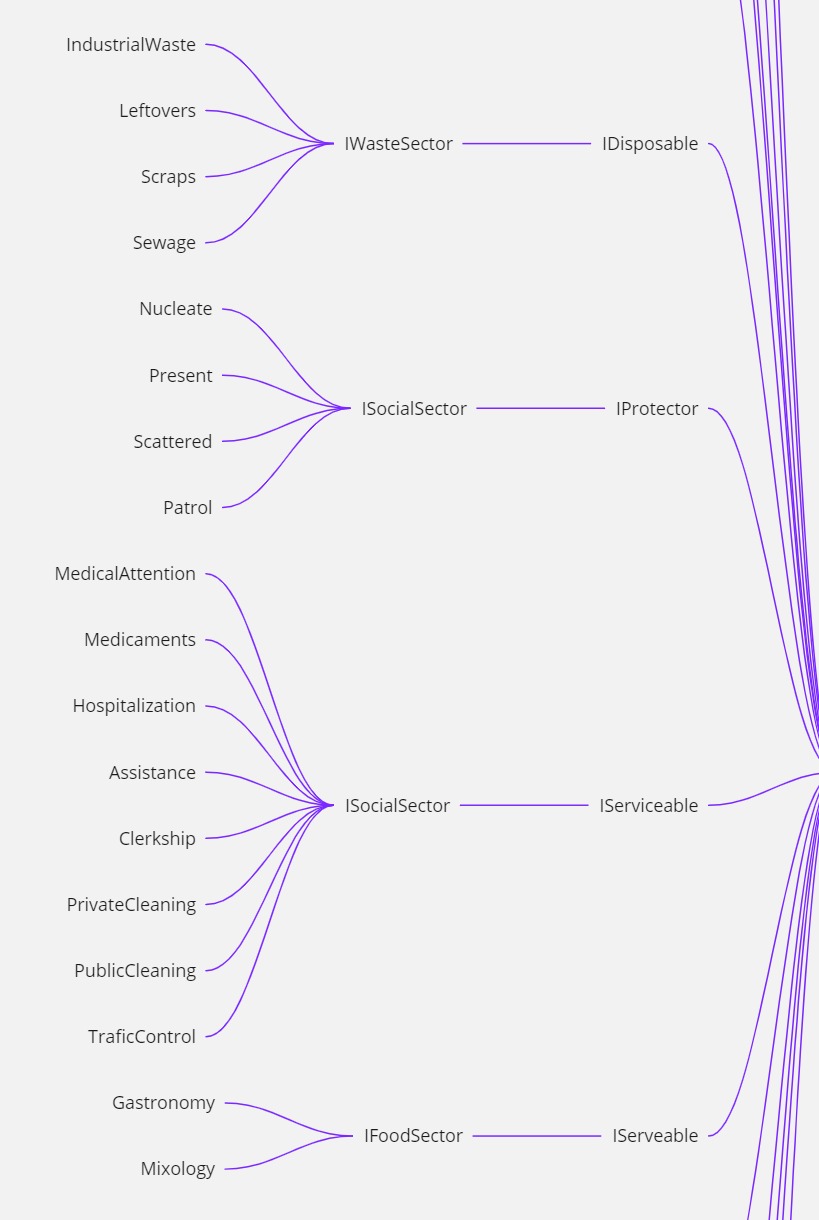 IndustrialWaste
Leftovers
IWasteSector
IDisposable
Scraps
Sewage
Nucleate
Present
ISocialSector
IProtector
Scattered
Patrol
MedicalAttention
Medicaments
Hospitalization
Assistance
ISocialSector
IServiceable
Clerkship
PrivateCleaning
PublicCleaning
TraficControl
Gastronomy
IFoodSector
IServeable
Mixology